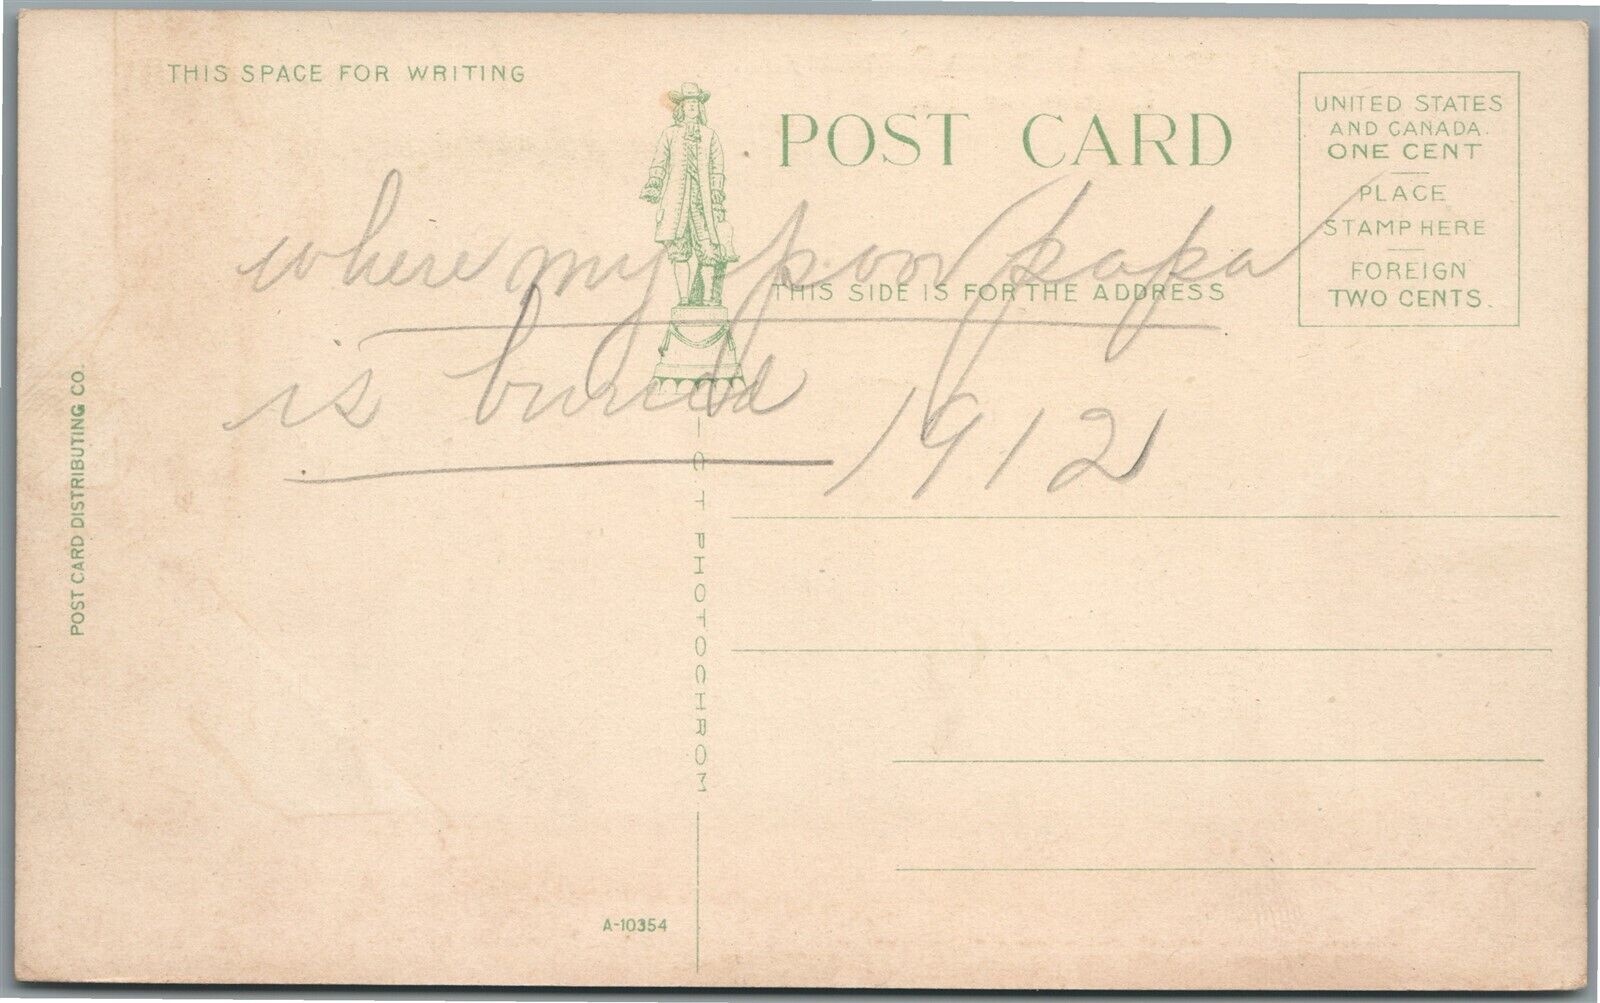 THIS SPACE FOR WRITING
POST CARD
UNITED STATES
AND CANADA.
ONE CENT
PLACE
STAMP HERE
FOREIGN
TWO CENTS.
where my poor papa
THIS SIDE IS FOR THE ADDRESS
is buried 1912
POST CARD DISTRIBUTING CO.
C.T. PHOTOCHROM
A-10354